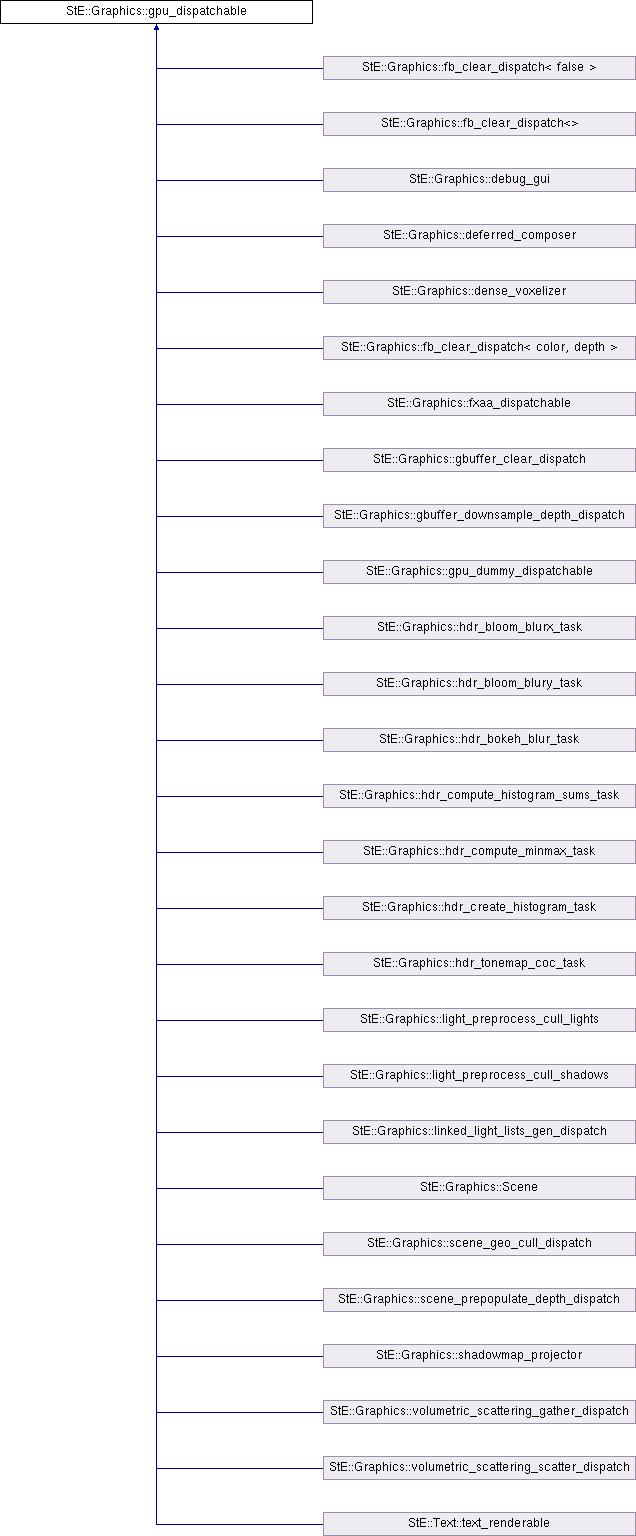 StE::Graphics::gpu_dispatchable
StE::Graphics::fb_clear_dispatch< false >
StE::Graphics::fb_clear_dispatch<>
StE::Graphics::debug_gui
StE::Graphics::deferred_composer
StE::Graphics::dense_voxelizer
StE::Graphics::fb_clear_dispatch< color, depth >
StE::Graphics::fxaa_dispatchable
StE::Graphics::gbuffer_clear_dispatch
StE::Graphics::gbuffer_downsample_depth_dispatch
StE::Graphics::gpu_dummy_dispatchable
StE::Graphics::hdr_bloom_blurx_task
StE::Graphics::hdr_bloom_blury_task
StE::Graphics::hdr_bokeh_blur_task
StE::Graphics::hdr_compute_histogram_sums_task
StE::Graphics::hdr_compute_minmax_task
StE::Graphics::hdr_create_histogram_task
StE::Graphics::hdr_tonemap_coc_task
StE::Graphics::light_preprocess_cull_lights
StE::Graphics::light_preprocess_cull_shadows
StE::Graphics::linked_light_lists_gen_dispatch
StE::Graphics::Scene
StE::Graphics::scene_geo_cull_dispatch
StE::Graphics::scene_prepopulate_depth_dispatch
StE::Graphics::shadowmap_projector
StE::Graphics::volumetric_scattering_gather_dispatch
StE::Graphics::volumetric_scattering_scatter_dispatch
StE::Text::text_renderable